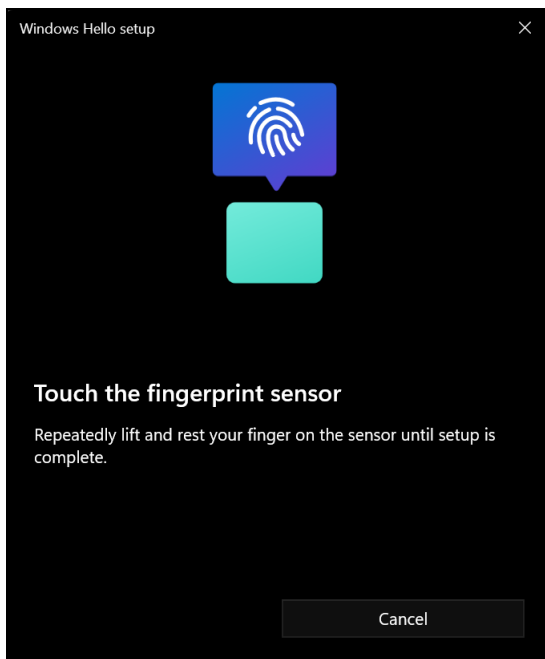 Windows Hello setup
Touch the fingerprint sensor
Repeatedly lift and rest your finger on the sensor until setup is
complete.
Cancel